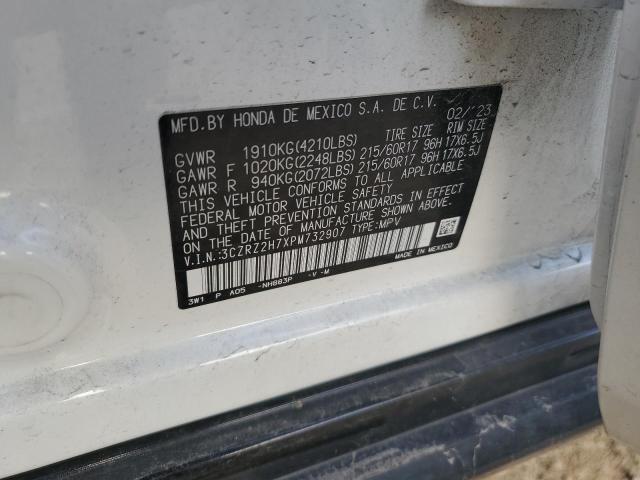 MFD.BY HONDA DE MEXICO S.A. DE C.V. 02/'23
GVWR 1910KG(4210LBS) TIRE SIZE RIM SIZE
GAWR F 1020KG(2248LBS) 215/60R17 96H 17X6.5J
GAWR R 940KG(2072LBS) 215/60R17 96H 17X6.5J
THIS VEHICLE CONFORMS TO ALL APPLICABLE
FEDERAL MOTOR VEHICLE SAFETY
AND THEFT PREVENTION STANDARDS IN EFFECT
ON THE DATE OF MANUFACTURE SHOWN ABOVE.
V.I.N.:3CZRZ2H7XPM732907 TYPE:MPV
3W1 P A05 -NH883P -V -M
MADE IN MEXICO